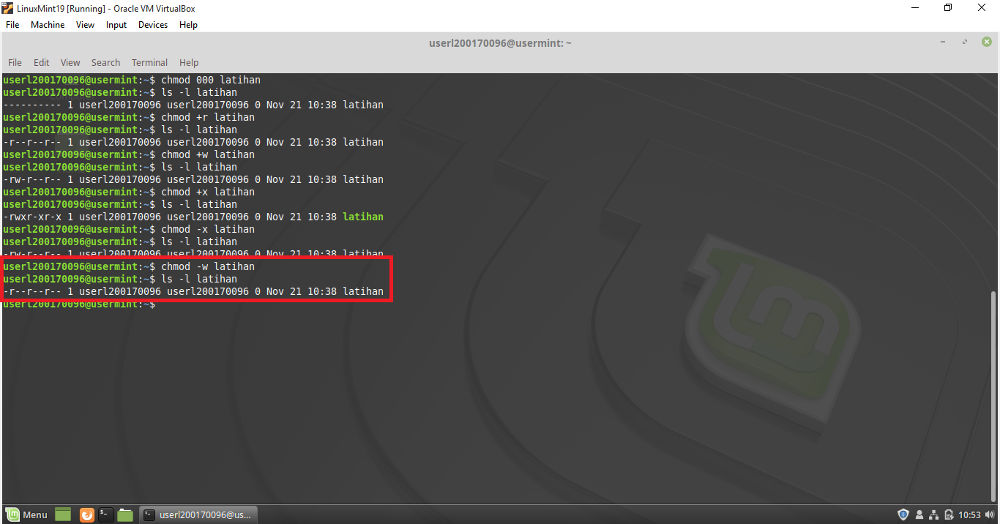 LinuxMint19 [Running] - Oracle VM VirtualBox
File Machine View Input Devices Help
userl200170096@usermint: ~
File Edit View Search Terminal Help
userl200170096@usermint:~$ chmod 000 latihan
userl200170096@usermint:~$ ls -l latihan
---------- 1 userl200170096 userl200170096 0 Nov 21 10:38 latihan
userl200170096@usermint:~$ chmod +r latihan
userl200170096@usermint:~$ ls -l latihan
-r--r--r-- 1 userl200170096 userl200170096 0 Nov 21 10:38 latihan
userl200170096@usermint:~$ chmod +w latihan
userl200170096@usermint:~$ ls -l latihan
-rw-r--r-- 1 userl200170096 userl200170096 0 Nov 21 10:38 latihan
userl200170096@usermint:~$ chmod +x latihan
userl200170096@usermint:~$ ls -l latihan
-rwxr-xr-x 1 userl200170096 userl200170096 0 Nov 21 10:38 latihan
userl200170096@usermint:~$ chmod -x latihan
userl200170096@usermint:~$ ls -l latihan
-rw-r--r-- 1 userl200170096 userl200170096 0 Nov 21 10:38 latihan
userl200170096@usermint:~$ chmod -w latihan
userl200170096@usermint:~$ ls -l latihan
-r--r--r-- 1 userl200170096 userl200170096 0 Nov 21 10:38 latihan
userl200170096@usermint:~$
Menu userl200170096@us... 10:53